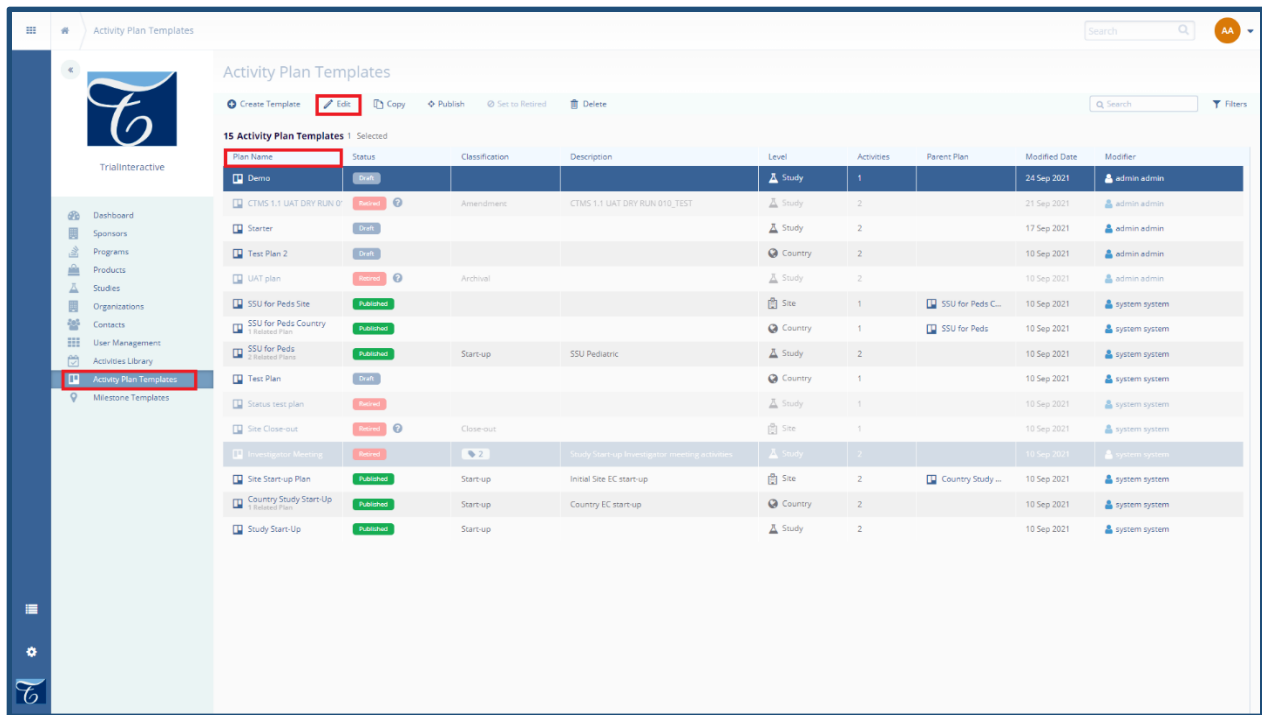 Activity Plan Templates
Search
AA
TrialInteractive
Dashboard
Sponsors
Programs
Products
Studies
Organizations
Contacts
User Management
Activities Library
Activity Plan Templates
Milestone Templates
Activity Plan Templates
Create Template Edit Copy Publish Set to Retired Delete Search Filters
15 Activity Plan Templates 1 Selected
Plan Name Status Classification Description Level Activities Parent Plan Modified Date Modifier
Demo Draft Study 1 24 Sep 2021 admin admin
CTMS 1.1 UAT DRY RUN 0 Retired ? Amendment CTMS 1.1 UAT DRY RUN 010_TEST Study 2 21 Sep 2021 admin admin
Starter Draft Study 2 17 Sep 2021 admin admin
Test Plan 2 Draft Country 2 10 Sep 2021 admin admin
UAT plan Retired ? Archival Study 2 10 Sep 2021 admin admin
SSU for Peds Site Published Site 1 SSU for Peds C... 10 Sep 2021 system system
SSU for Peds Country Published Country 1 SSU for Peds 10 Sep 2021 system system
1 Related Plan
SSU for Peds Published Start-up SSU Pediatric Study 2 10 Sep 2021 system system
2 Related Plans
Test Plan Draft Country 1 10 Sep 2021 system system
Status test plan Retired Study 1 10 Sep 2021 system system
Site Close-out Retired ? Close-out Site 1 10 Sep 2021 system system
Investigator Meeting Retired 2 Study Start-up Investigator meeting activities Study 2 10 Sep 2021 system system
Site Start-up Plan Published Start-up Initial Site EC start-up Site 2 Country Study ... 10 Sep 2021 system system
Country Study Start-Up Published Start-up Country EC start-up Country 2 10 Sep 2021 system system
1 Related Plan
Study Start-Up Published Start-up Study 2 10 Sep 2021 system system